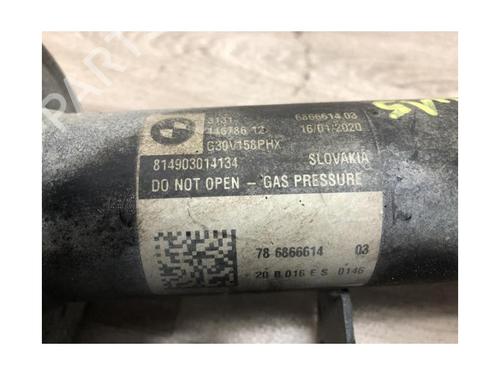 3131 6866614 03
446786 12 16/01/2020
G30V158PHX
814903014134 SLOVAKIA
DO NOT OPEN - GAS PRESSURE
78 6866614 03
20 B 016 E S 0146